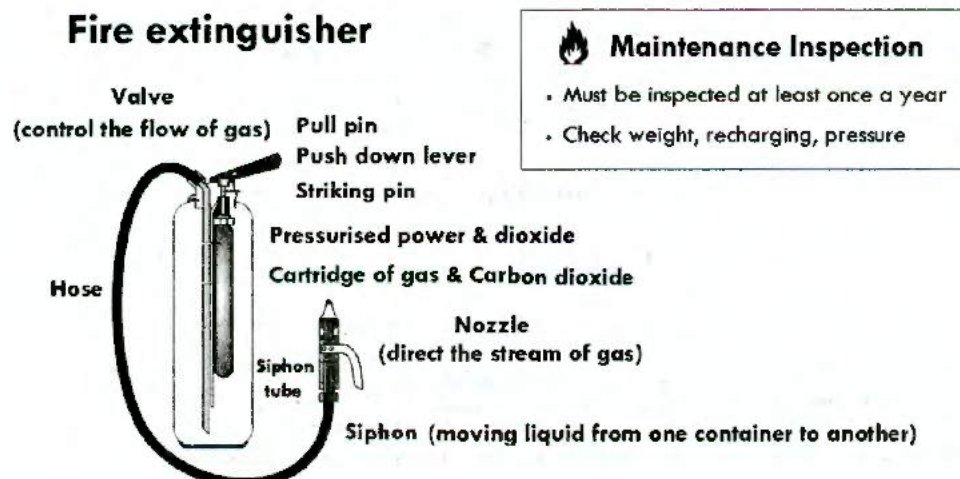 Fire extinguisher
Maintenance Inspection
• Must be inspected at least once a year
• Check weight, recharging, pressure
Valve
(control the flow of gas)
Pull pin
Push down lever
Striking pin
Pressurised power & dioxide
Cartridge of gas & Carbon dioxide
Hose
Nozzle
(direct the stream of gas)
Siphon
tube
Siphon (moving liquid from one container to another)